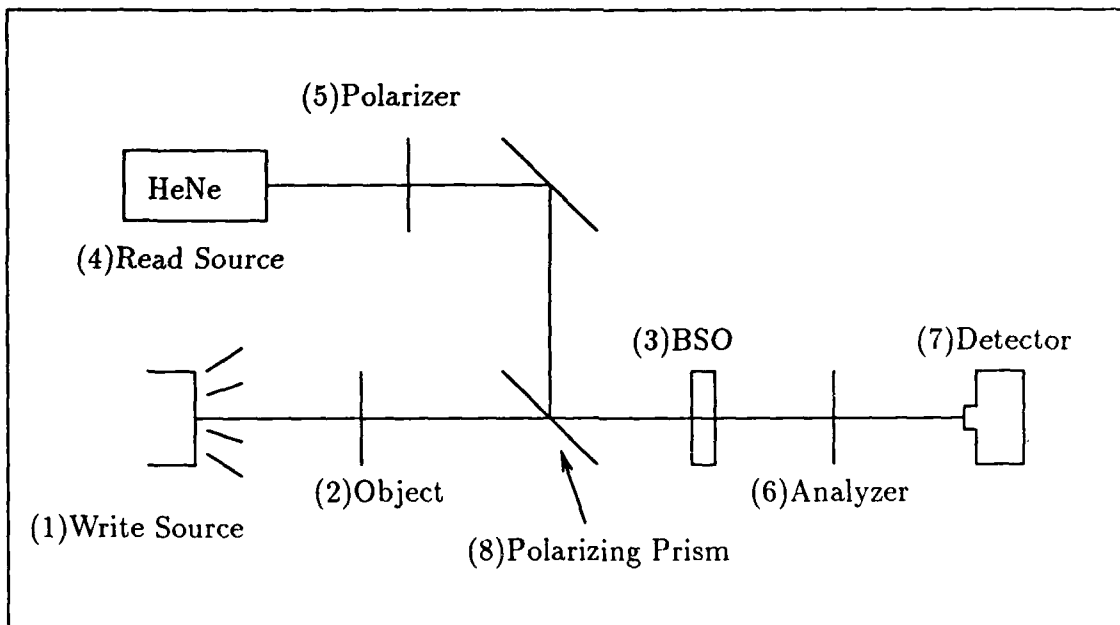 (5)Polarizer
HeNe
(4)Read Source
(3)BSO
(7)Detector
(2)Object
(6)Analyzer
(1)Write Source
(8)Polarizing Prism